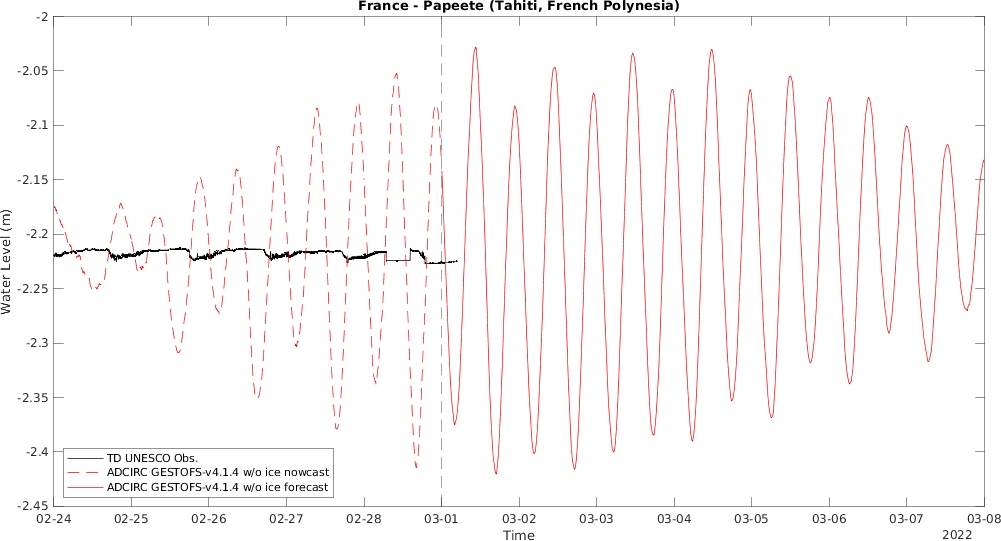 France - Papeete (Tahiti, French Polynesia)
Water Level (m)
-2
-2.05
-2.1
-2.15
-2.2
-2.25
-2.3
-2.35
-2.4
-2.45
TD UNESCO Obs.
ADCIRC GESTOFS-v4.1.4 w/o ice nowcast
ADCIRC GESTOFS-v4.1.4 w/o ice forecast
02-24 02-25 02-26 02-27 02-28 03-01 03-02 03-03 03-04 03-05 03-06 03-07 03-08
Time
2022